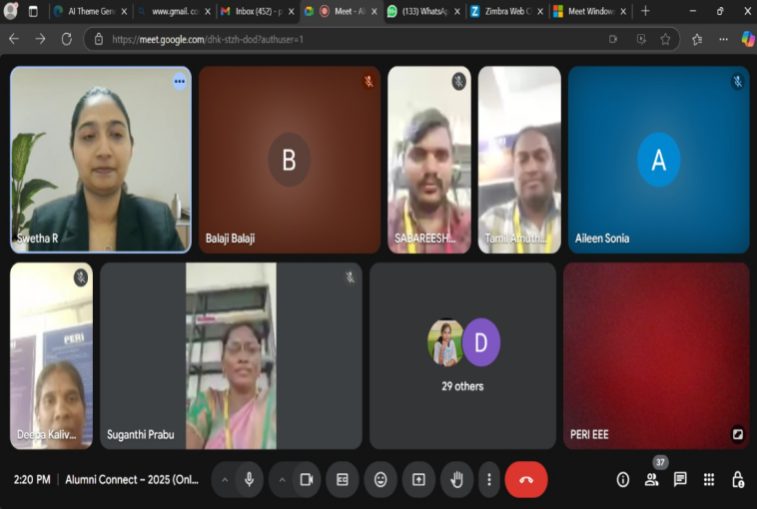 AI Theme Gen
www.gmail. co
Inbox (452) - p
Meet - Al
(133) WhatsAp
Zimbra Web C
Meet Window
https://meet.google.com/dhk-stzh-dod?authuser=1
Swetha R
B
Balaji Balaji
SABAREESH...
Tamil Amuth...
A
Aileen Sonia
PERI
Deepa Kaliv...
Suganthi Prabu
D
29 others
PERI EEE
2:20 PM | Alumni Connect – 2025 (Onl...
CC
37